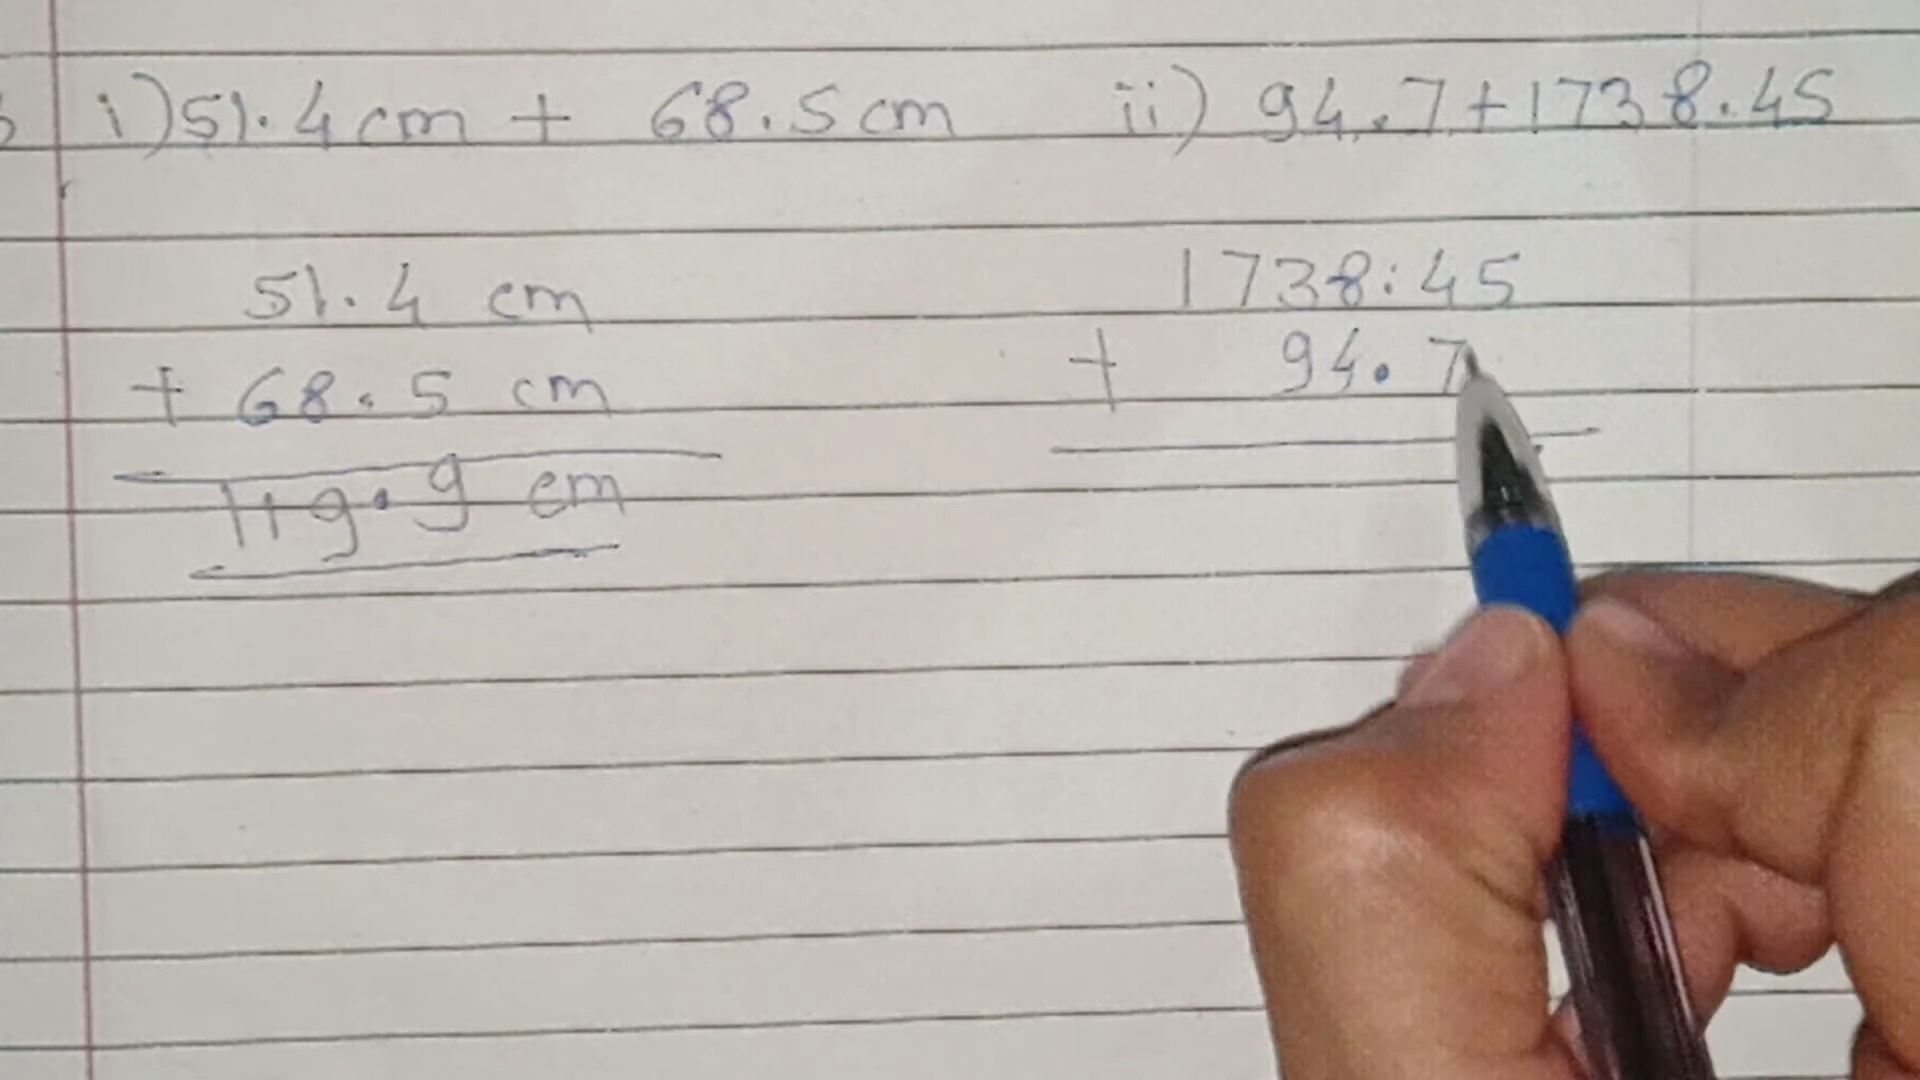 i) 51.4 cm + 68.5 cm
ii) 94.7+1738.45
51.4 cm
+ 68.5 cm
119.9 cm
1738.45
+ 94.7